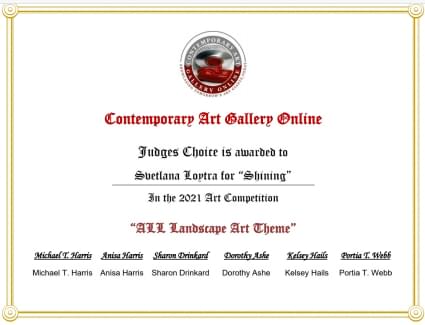 CONTEMPORARY ART
GALLERY ONLINE
Contemporary Art Gallery Online
Judges Choice is awarded to
Svetlana Loytra for “Shining”
In the 2021 Art Competition
“ALL Landscape Art Theme”
Michael T. Harris Anisa Harris Sharon Drinkard Dorothy Ashe Kelsey Hails Portia T. Webb
Michael T. Harris Anisa Harris Sharon Drinkard Dorothy Ashe Kelsey Hails Portia T. Webb